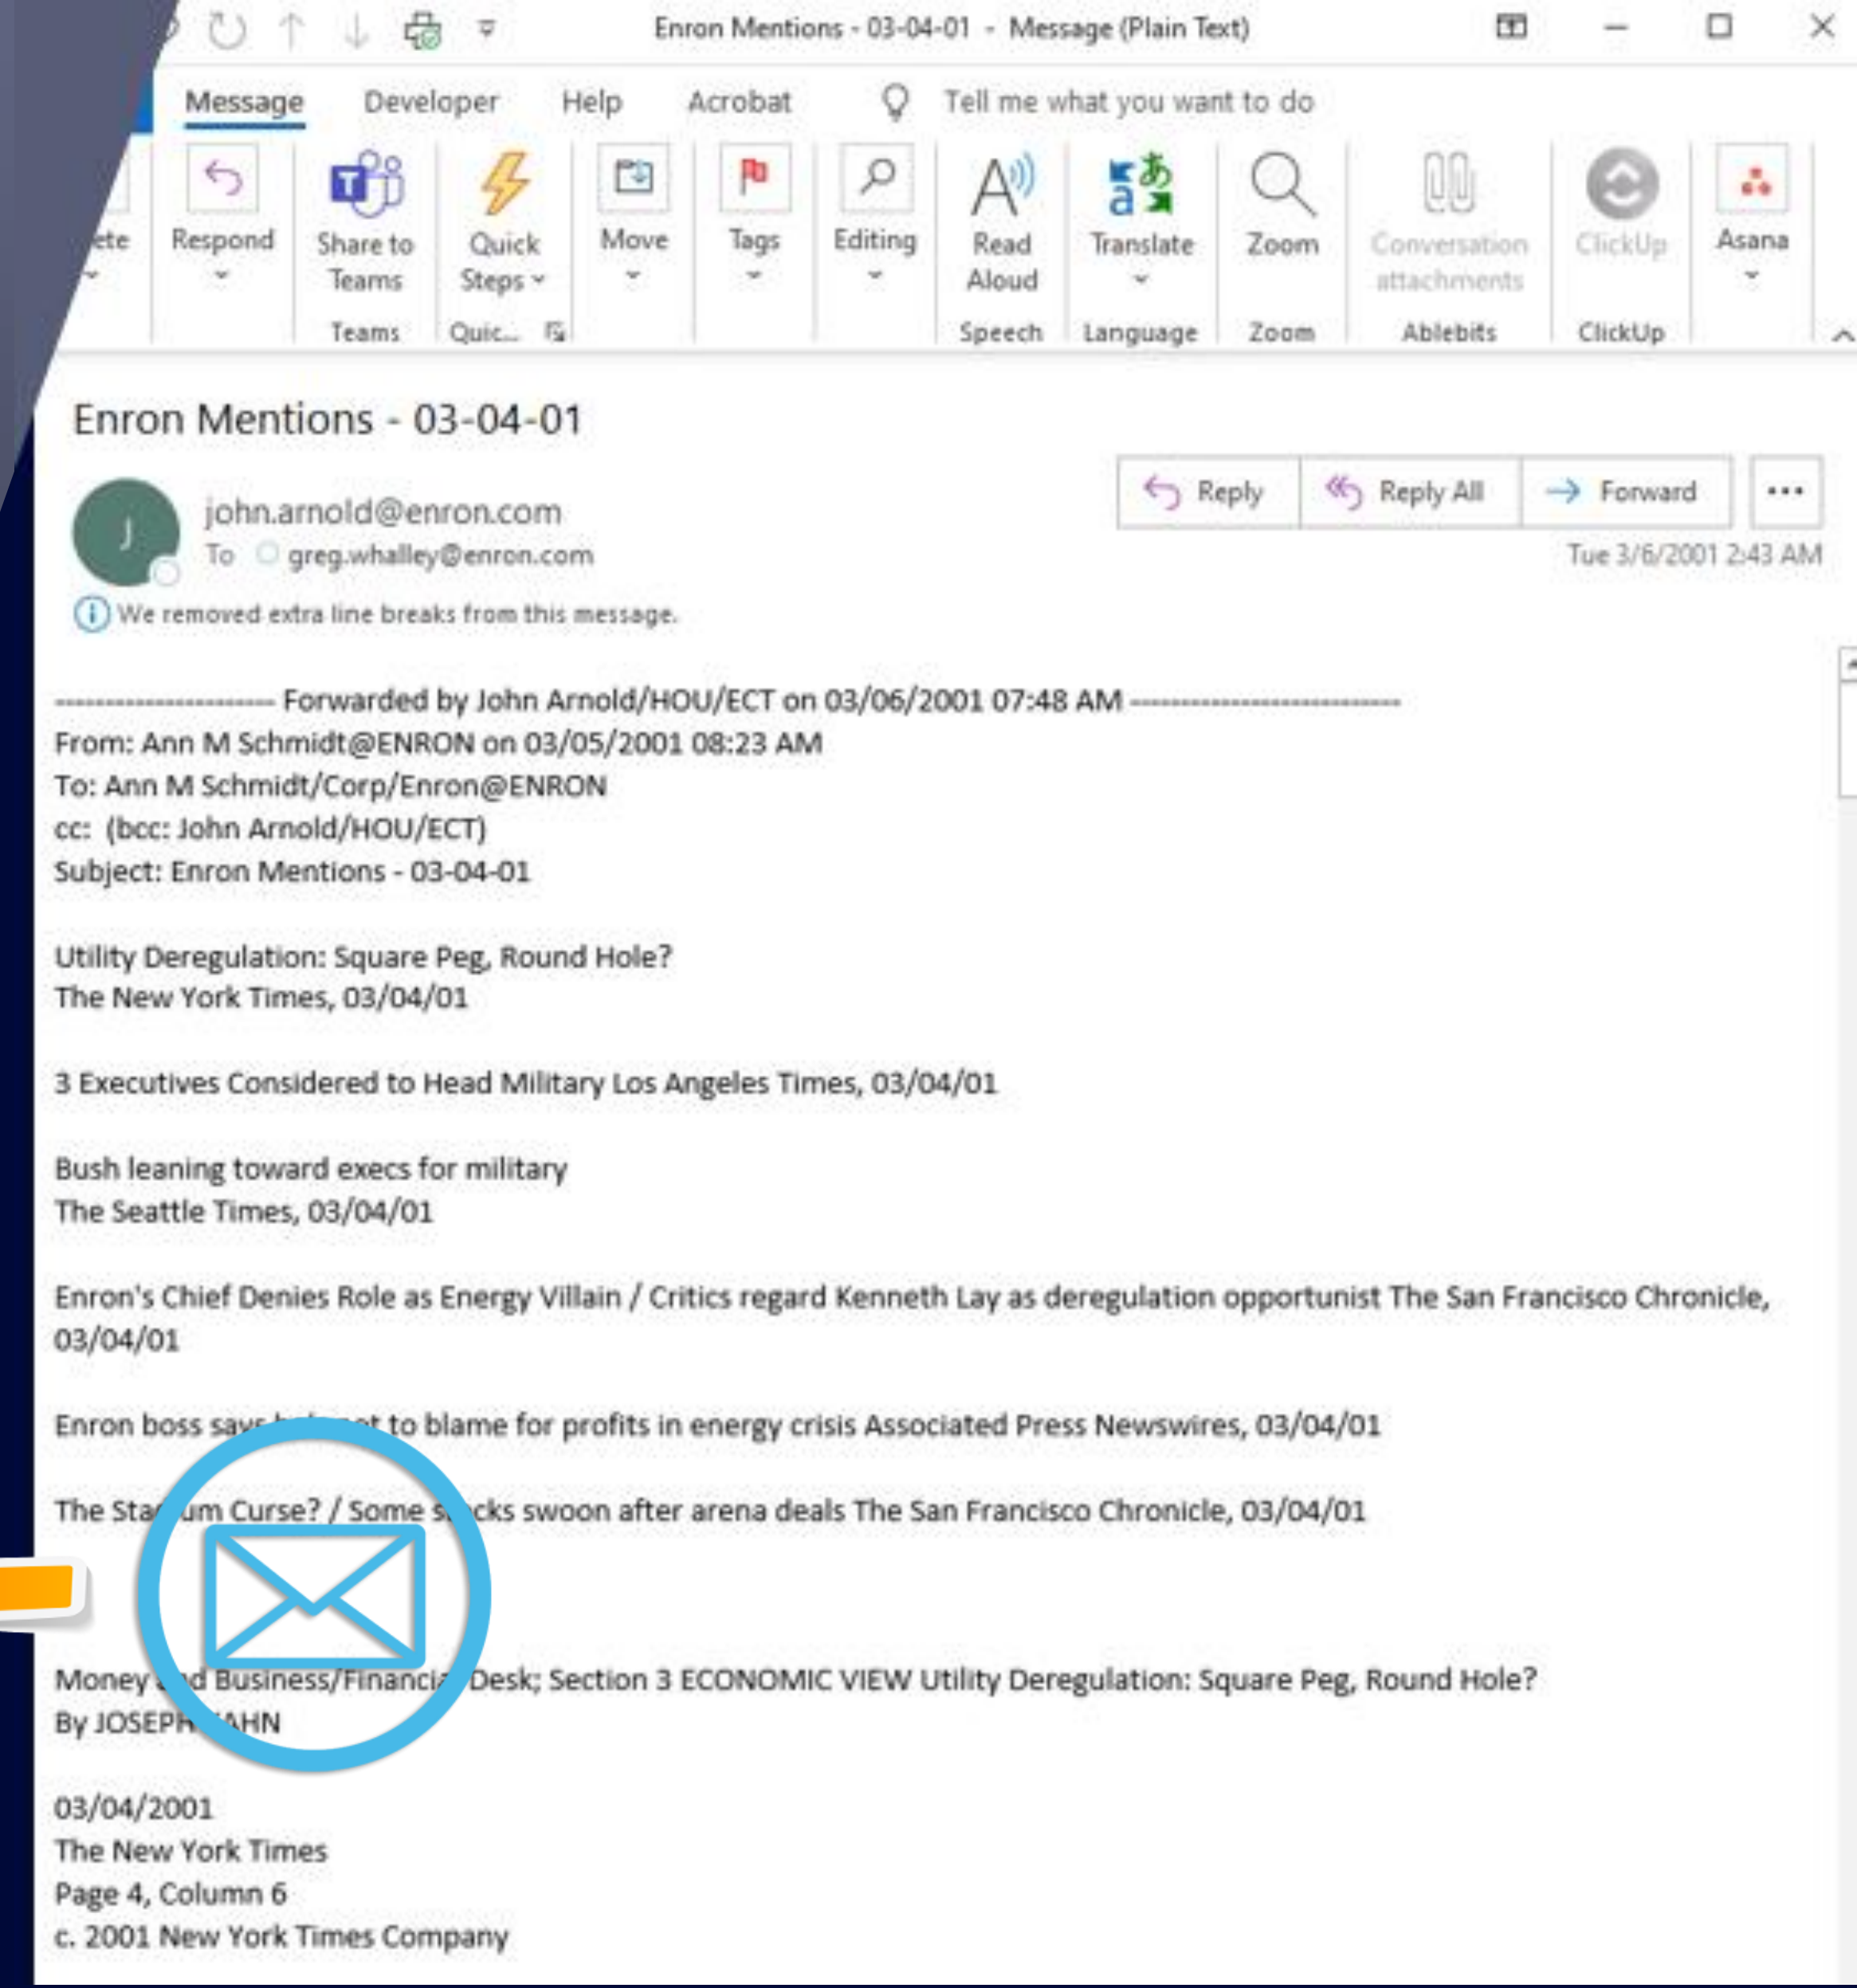 Enron Mentions - 03-04-01 - Message (Plain Text)
Message Developer Help Acrobat Tell me what you want to do
ete Respond Share to Teams Quick Steps Move Tags Editing Read Aloud Translate Zoom Conversation attachments ClickUp Asana
Teams Quic... Speech Language Zoom Ablebits ClickUp
Enron Mentions - 03-04-01
Reply Reply All Forward ...
J
john.arnold@enron.com
To greg.whalley@enron.com
Tue 3/6/2001 2:43 AM
We removed extra line breaks from this message.
---------------------- Forwarded by John Arnold/HOU/ECT on 03/06/2001 07:48 AM ---------------------------
From: Ann M Schmidt@ENRON on 03/05/2001 08:23 AM
To: Ann M Schmidt/Corp/Enron@ENRON
cc: (bcc: John Arnold/HOU/ECT)
Subject: Enron Mentions - 03-04-01
Utility Deregulation: Square Peg, Round Hole?
The New York Times, 03/04/01
3 Executives Considered to Head Military Los Angeles Times, 03/04/01
Bush leaning toward execs for military
The Seattle Times, 03/04/01
Enron's Chief Denies Role as Energy Villain / Critics regard Kenneth Lay as deregulation opportunist The San Francisco Chronicle,
03/04/01
Enron boss says to blame for profits in energy crisis Associated Press Newswires, 03/04/01
The Stadium Curse? / Some stocks swoon after arena deals The San Francisco Chronicle, 03/04/01
Money and Business/Financial Desk; Section 3 ECONOMIC VIEW Utility Deregulation: Square Peg, Round Hole?
By JOSEPH KAHN
03/04/2001
The New York Times
Page 4, Column 6
c. 2001 New York Times Company